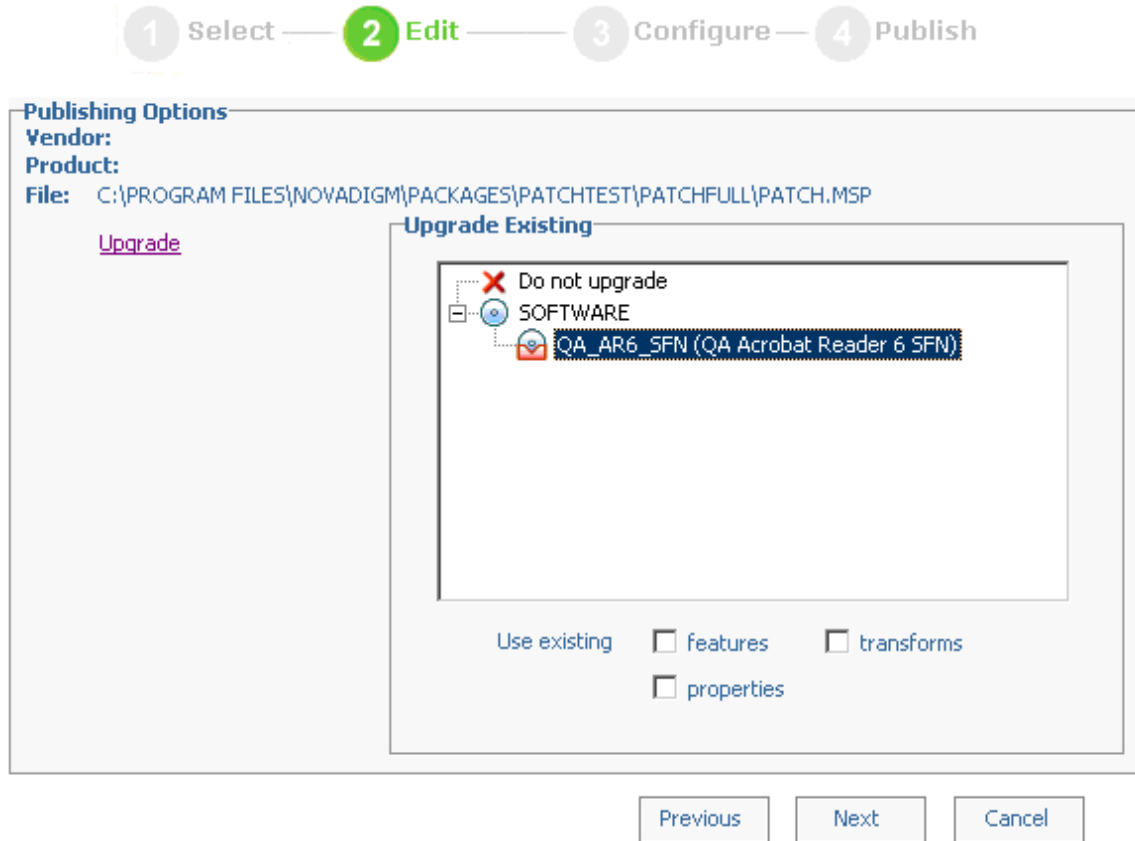 1 Select 2 Edit 3 Configure 4 Publish
Publishing Options
Vendor:
Product:
File: C:\PROGRAM FILES\NOVADIGM\PACKAGES\PATCHTEST\PATCHFULL\PATCH.MSP
Upgrade
Upgrade Existing
Do not upgrade
SOFTWARE
QA_AR6_SFN (QA Acrobat Reader 6 SFN)
Use existing features transforms
properties
Previous Next Cancel